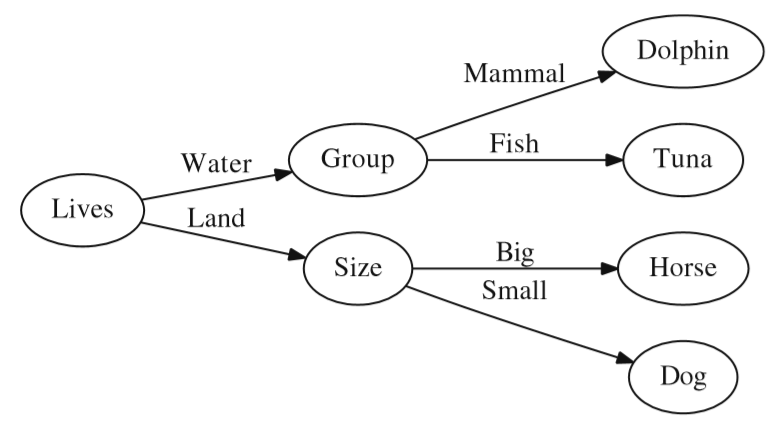 Dolphin
Mammal
Water
Group
Fish
Tuna
Lives
Land
Size
Big
Horse
Small
Dog